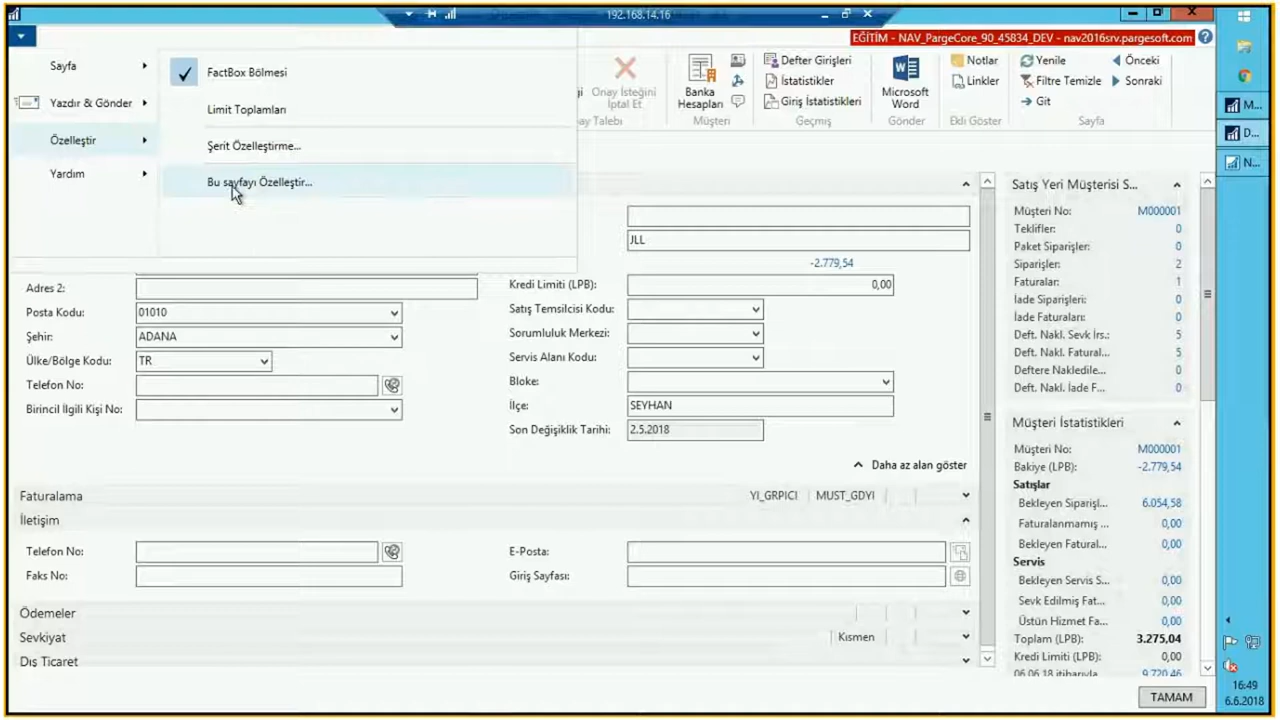 192.168.14.16
EĞİTİM - NAV_PargeCore_90_45834_DEV - nav2016srv.pargesoft.com
Sayfa
Yazdır & Gönder
Özelleştir
Yardım
FactBox Bölmesi
Limit Toplamları
Şerit Özelleştirme...
Bu sayfayı Özelleştir...
Onay İsteğini
İptal Et
Banka
Hesapları
Müşteri
Defter Girişleri
İstatistikler
Giriş İstatistikleri
Geçmiş
Microsoft
Word
Gönder
Notlar
Linkler
Ekli Göster
Yenile
Filtre Temizle
Git
Önceki
Sonraki
Sayfa
M...
D...
N...
JLL
-2.779,54
Adres 2:
Posta Kodu: 01010
Şehir: ADANA
Ülke/Bölge Kodu: TR
Telefon No:
Birincil İlgili Kişi No:
Kredi Limiti (LPB): 0,00
Satış Temsilcisi Kodu:
Sorumluluk Merkezi:
Servis Alanı Kodu:
Bloke:
İlçe: SEYHAN
Son Değişiklik Tarihi: 2.5.2018
Daha az alan göster
Faturalama YI_GRPICI MUST_GDYI
İletişim
Telefon No:
Faks No:
E-Posta:
Giriş Sayfası:
Ödemeler
Sevkiyat Kısmen
Dış Ticaret
Satış Yeri Müşterisi S...
Müşteri No: M000001
Teklifler: 0
Paket Siparişler: 0
Siparişler: 2
Faturalar: 1
İade Siparişleri: 0
İade Faturaları: 0
Deft. Nakl. Sevk İrs.: 5
Deft. Nakl. Fatural... 5
Deftere Nakledile... 0
Deft. Nakl. İade F... 0
Müşteri İstatistikleri
Müşteri No: M000001
Bakiye (LPB): -2.779,54
Satışlar
Bekleyen Siparişl... 6.054,58
Faturalanmamış ... 0,00
Bekleyen Fatural... 0,00
Servis
Bekleyen Servis S... 0,00
Sevk Edilmiş Fat... 0,00
Üstün Hizmet Fa... 0,00
Toplam (LPB): 3.275,04
Kredi Limiti (LPB): 0,00
06.06.18 itibarıyla 9.720,46
TAMAM
16:49
6.6.2018